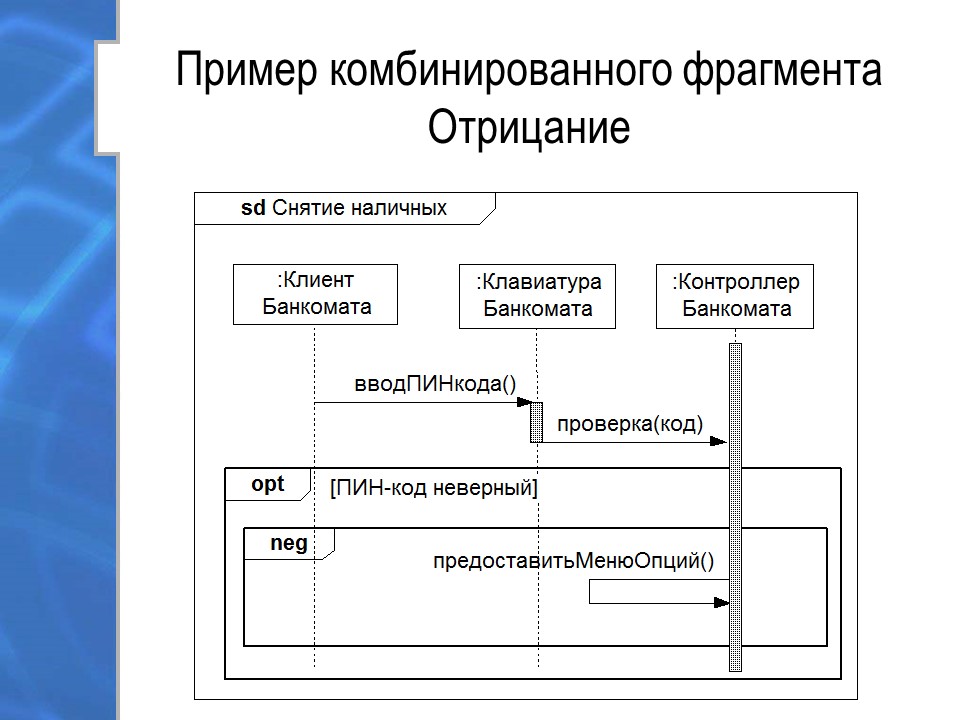 Пример комбинированного фрагмента
Отрицание
sd Снятие наличных
:Клиент
Банкомата
:Клавиатура
Банкомата
:Контроллер
Банкомата
вводПИНкода()
проверка(код)
opt
[ПИН-код неверный]
neg
предоставитьМенюОпций()